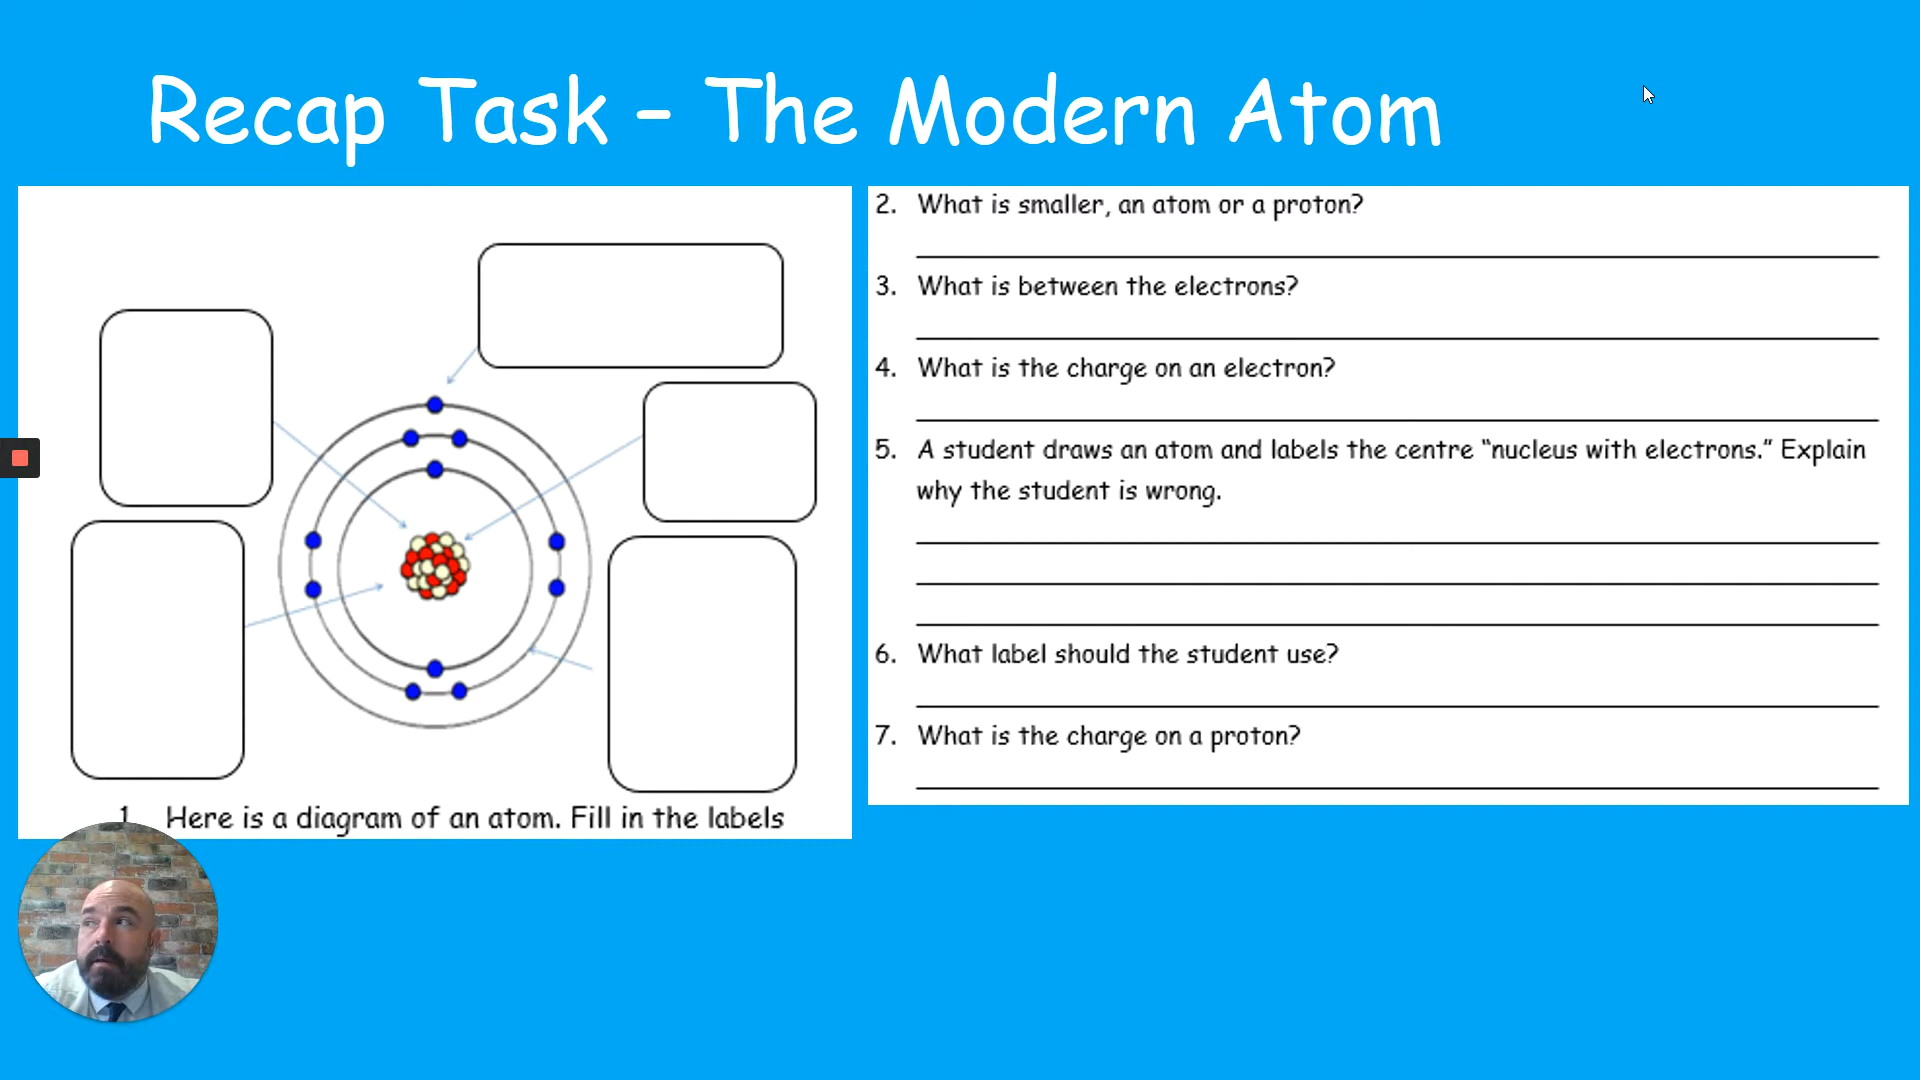 Recap Task – The Modern Atom
1. Here is a diagram of an atom. Fill in the labels
2. What is smaller, an atom or a proton?
3. What is between the electrons?
4. What is the charge on an electron?
5. A student draws an atom and labels the centre “nucleus with electrons.” Explain
why the student is wrong.
6. What label should the student use?
7. What is the charge on a proton?